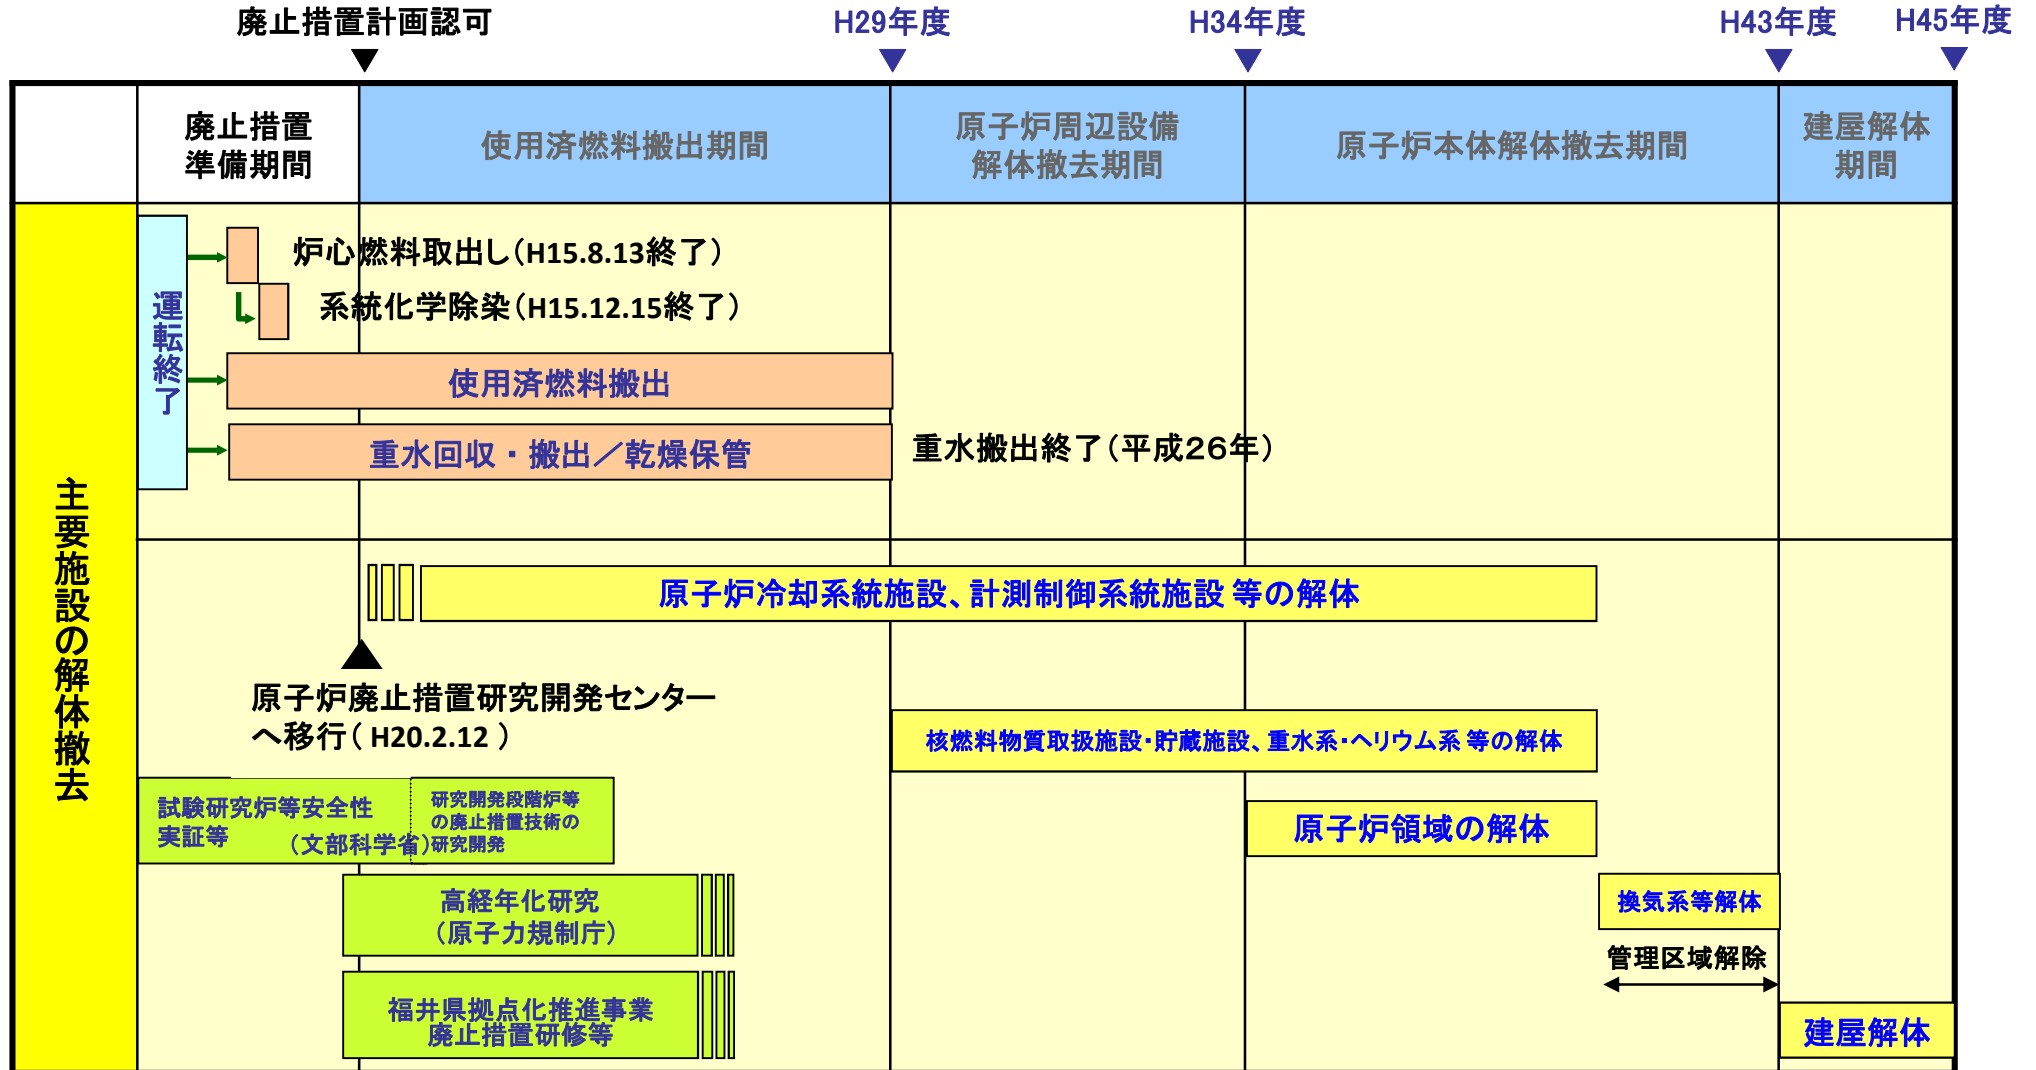 廃止措置計画認可
H29年度
H34年度
H43年度
H45年度
廃止措置
準備期間
使用済燃料搬出期間
原子炉周辺設備
解体撤去期間
原子炉本体解体撤去期間
建屋解体
期間
主要施設の解体撤去
運転終了
炉心燃料取出し(H15.8.13終了)
系統化学除染(H15.12.15終了)
使用済燃料搬出
重水回収・搬出／乾燥保管
重水搬出終了(平成26年)
原子炉冷却系統施設、計測制御系統施設 等の解体
原子炉廃止措置研究開発センター
へ移行( H20.2.12 )
核燃料物質取扱施設・貯蔵施設、重水系・ヘリウム系 等の解体
試験研究炉等安全性
実証等
(文部科学省)
研究開発段階炉等
の廃止措置技術の
研究開発
原子炉領域の解体
高経年化研究
(原子力規制庁)
換気系等解体
管理区域解除
福井県拠点化推進事業
廃止措置研修等
建屋解体